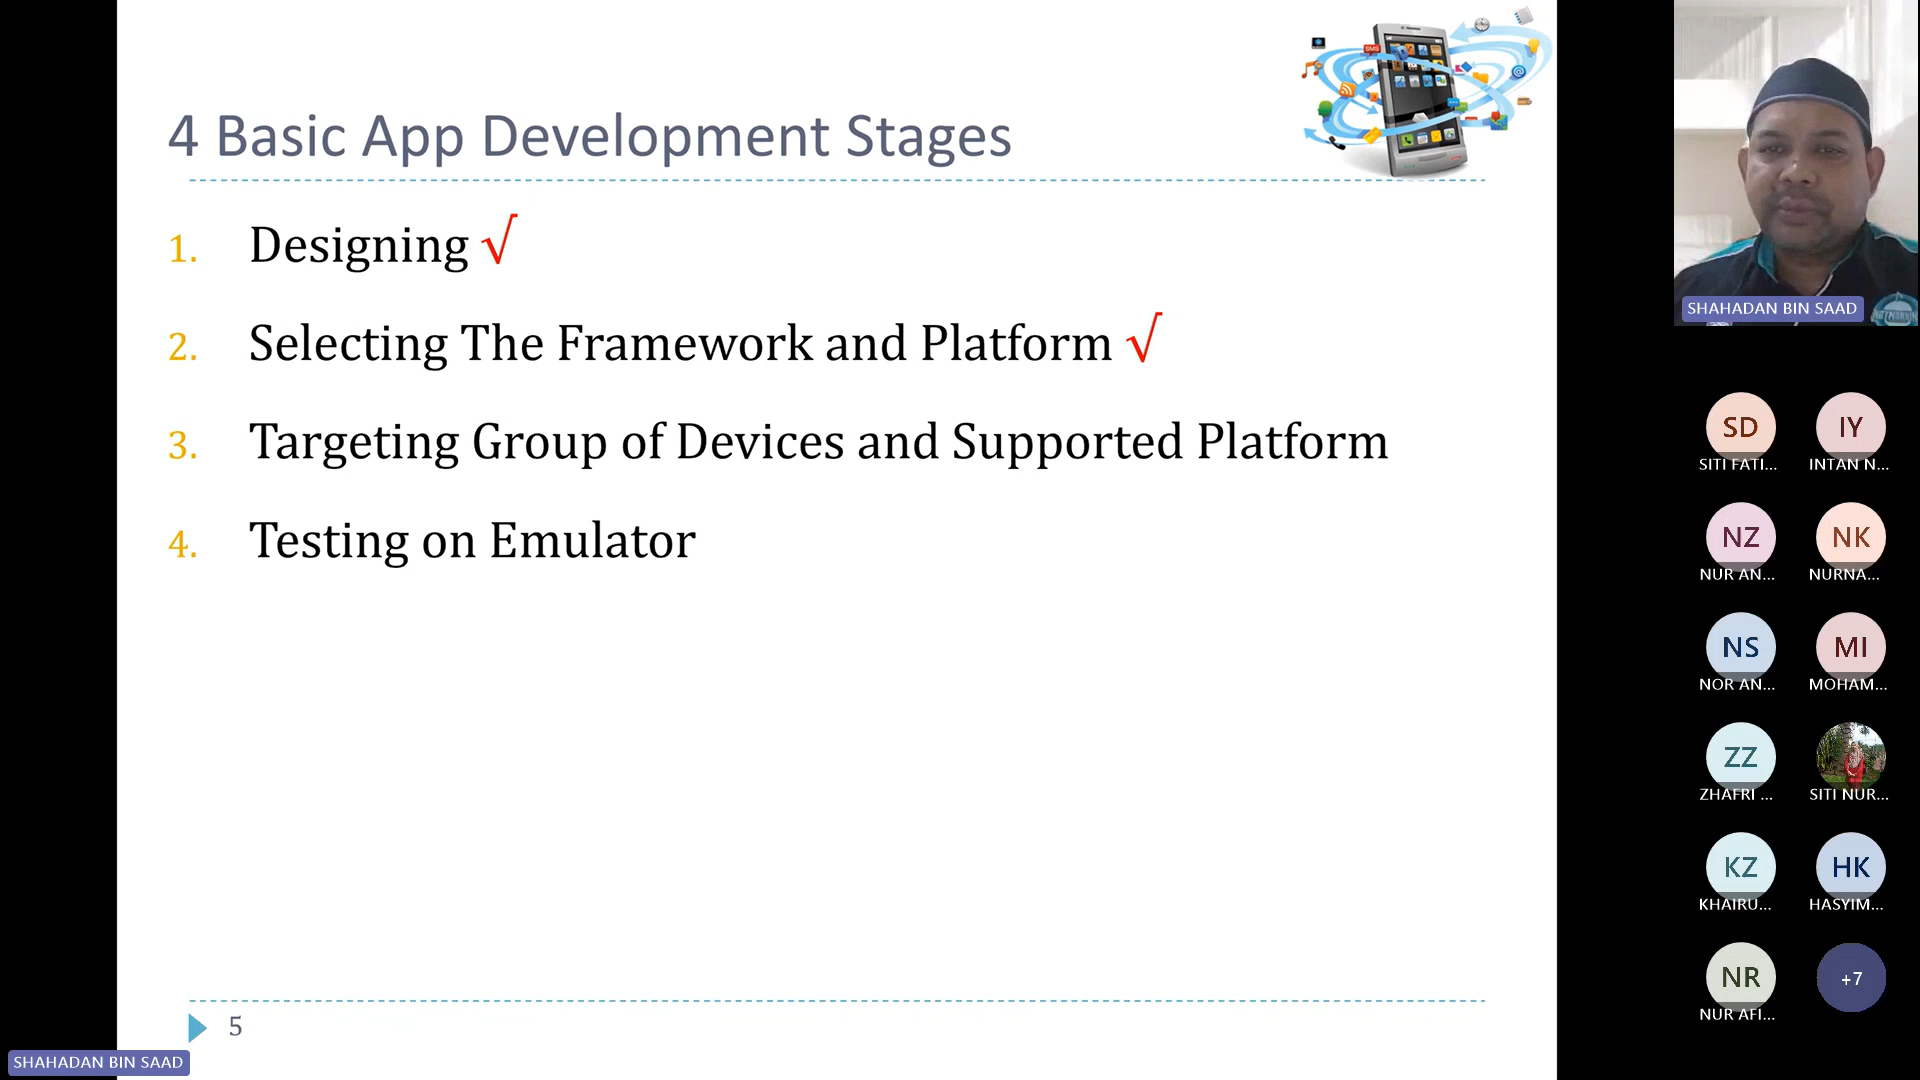 4 Basic App Development Stages
1. Designing √
2. Selecting The Framework and Platform √
3. Targeting Group of Devices and Supported Platform
4. Testing on Emulator
5
SHAHADAN BIN SAAD
SHAHADAN BIN SAAD
SD
SITI FATI...
IY
INTAN N...
NZ
NUR AN...
NK
NURNA...
NS
NOR AN...
MI
MOHAM...
ZZ
ZHAFRI ...
SITI NUR...
KZ
KHAIRU...
HK
HASYIM...
NR
NUR AFI...
+7